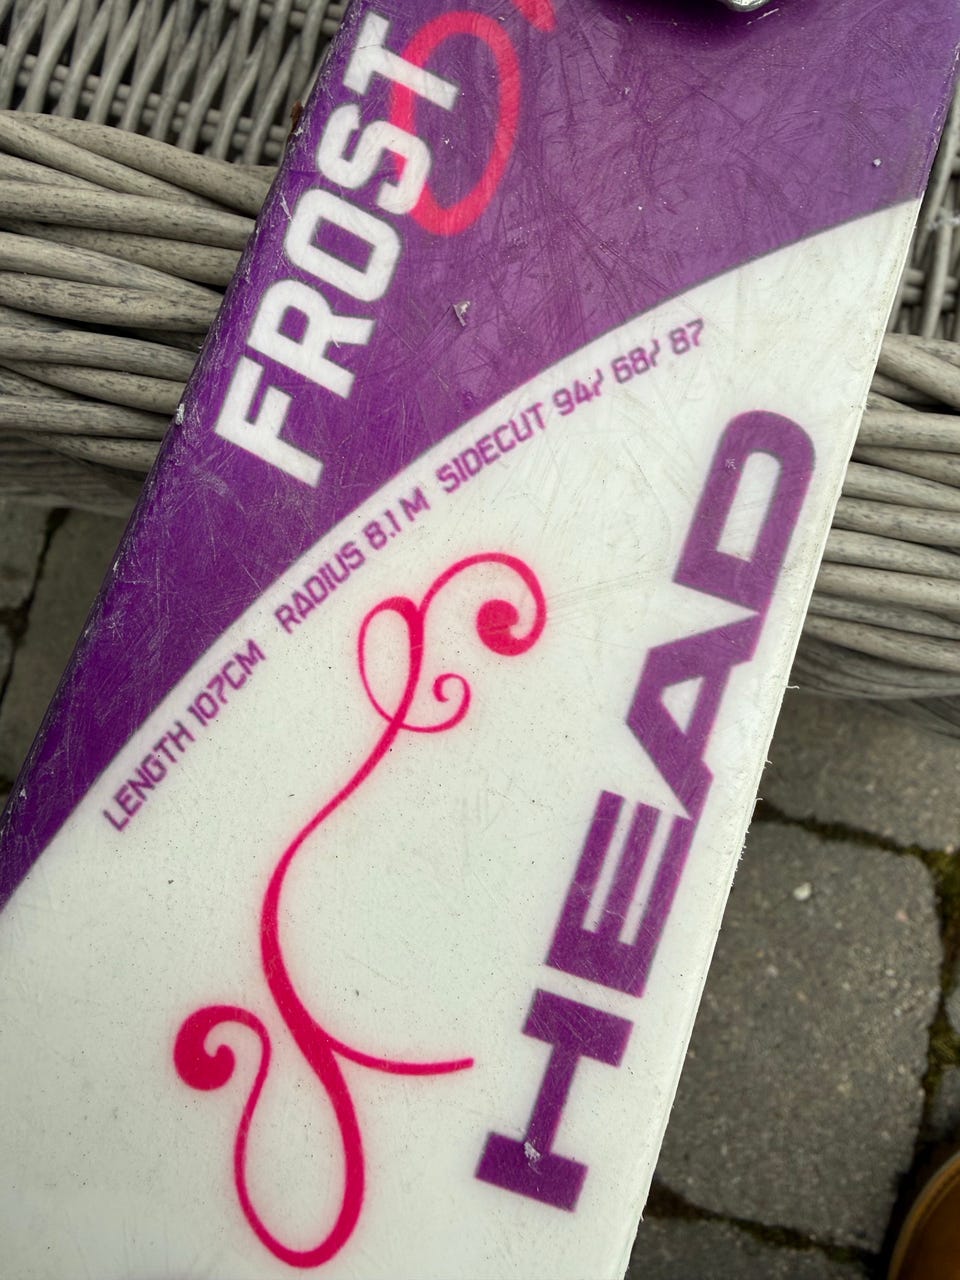 FROST
LENGTH 107CM RADIUS 8.1 M SIDECUT 94/ 68/ 87
HEAD